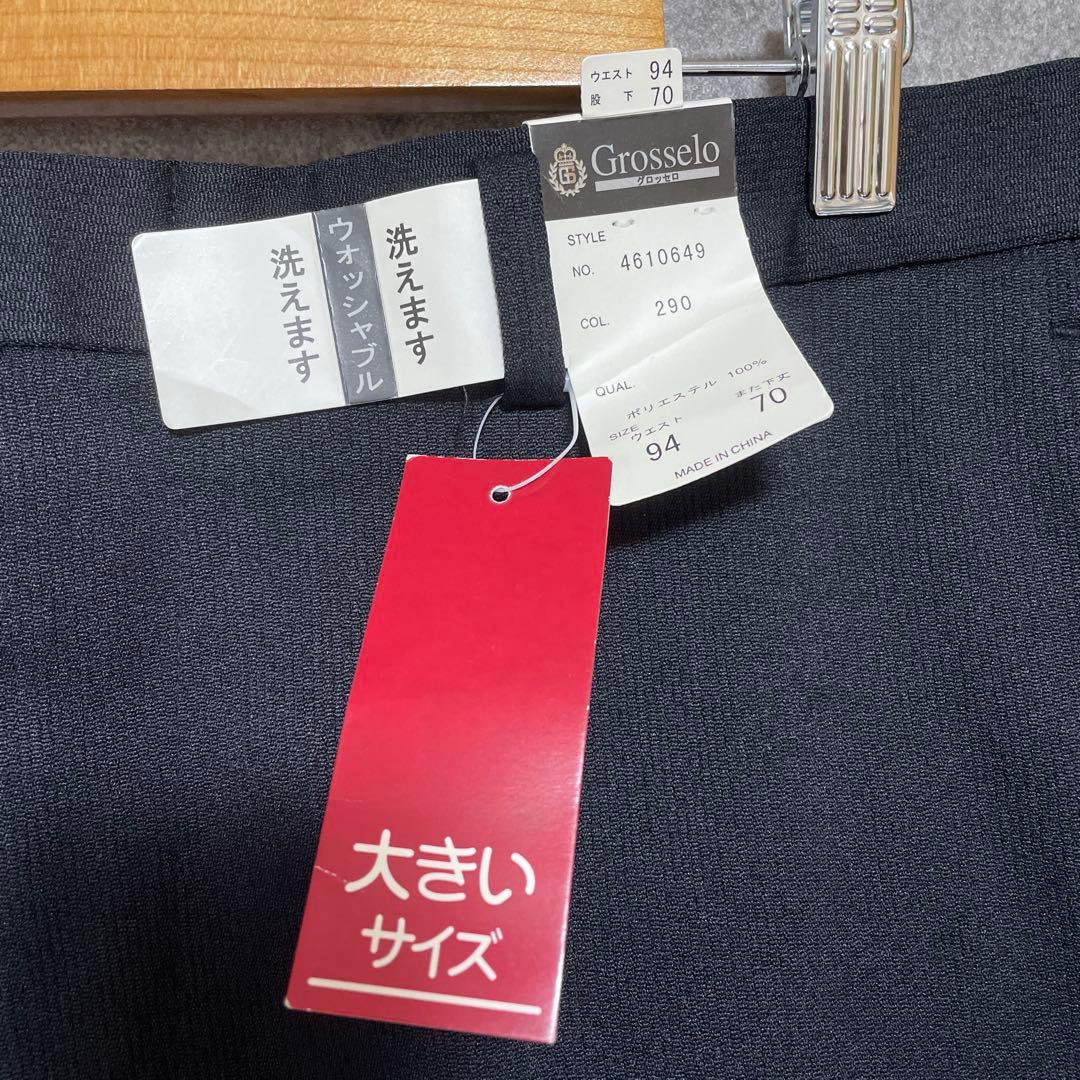 ウエスト 94
股下 70
Grosselo
グロッセロ
STYLE
NO. 4610649
COL. 290
QUAL.
ポリエステル 100%
SIZE
ウエスト また下丈
94 70
MADE IN CHINA
洗えます
ウオッシャブル
洗えます
大きい
サイズ